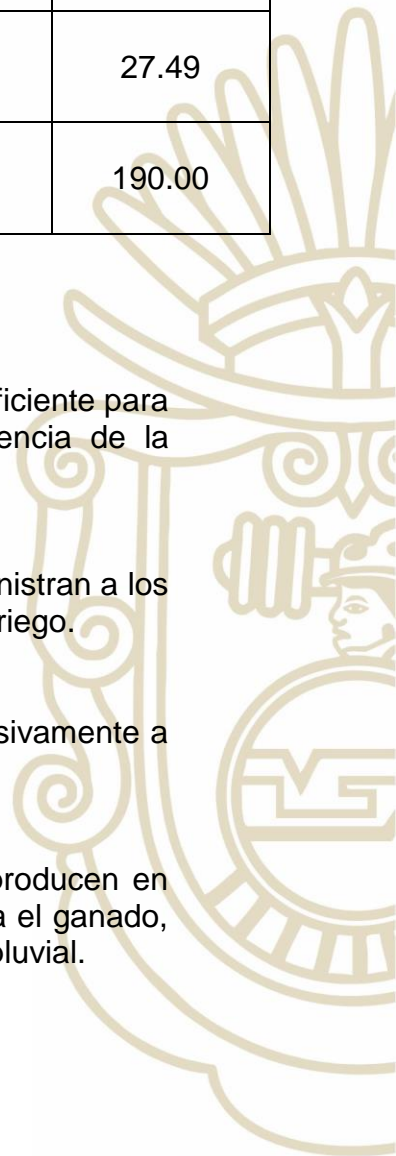 27.49
190.00
ficiente para
encia de la
nistran a los
riego.
sivamente a
producen en
a el ganado,
pluvial.